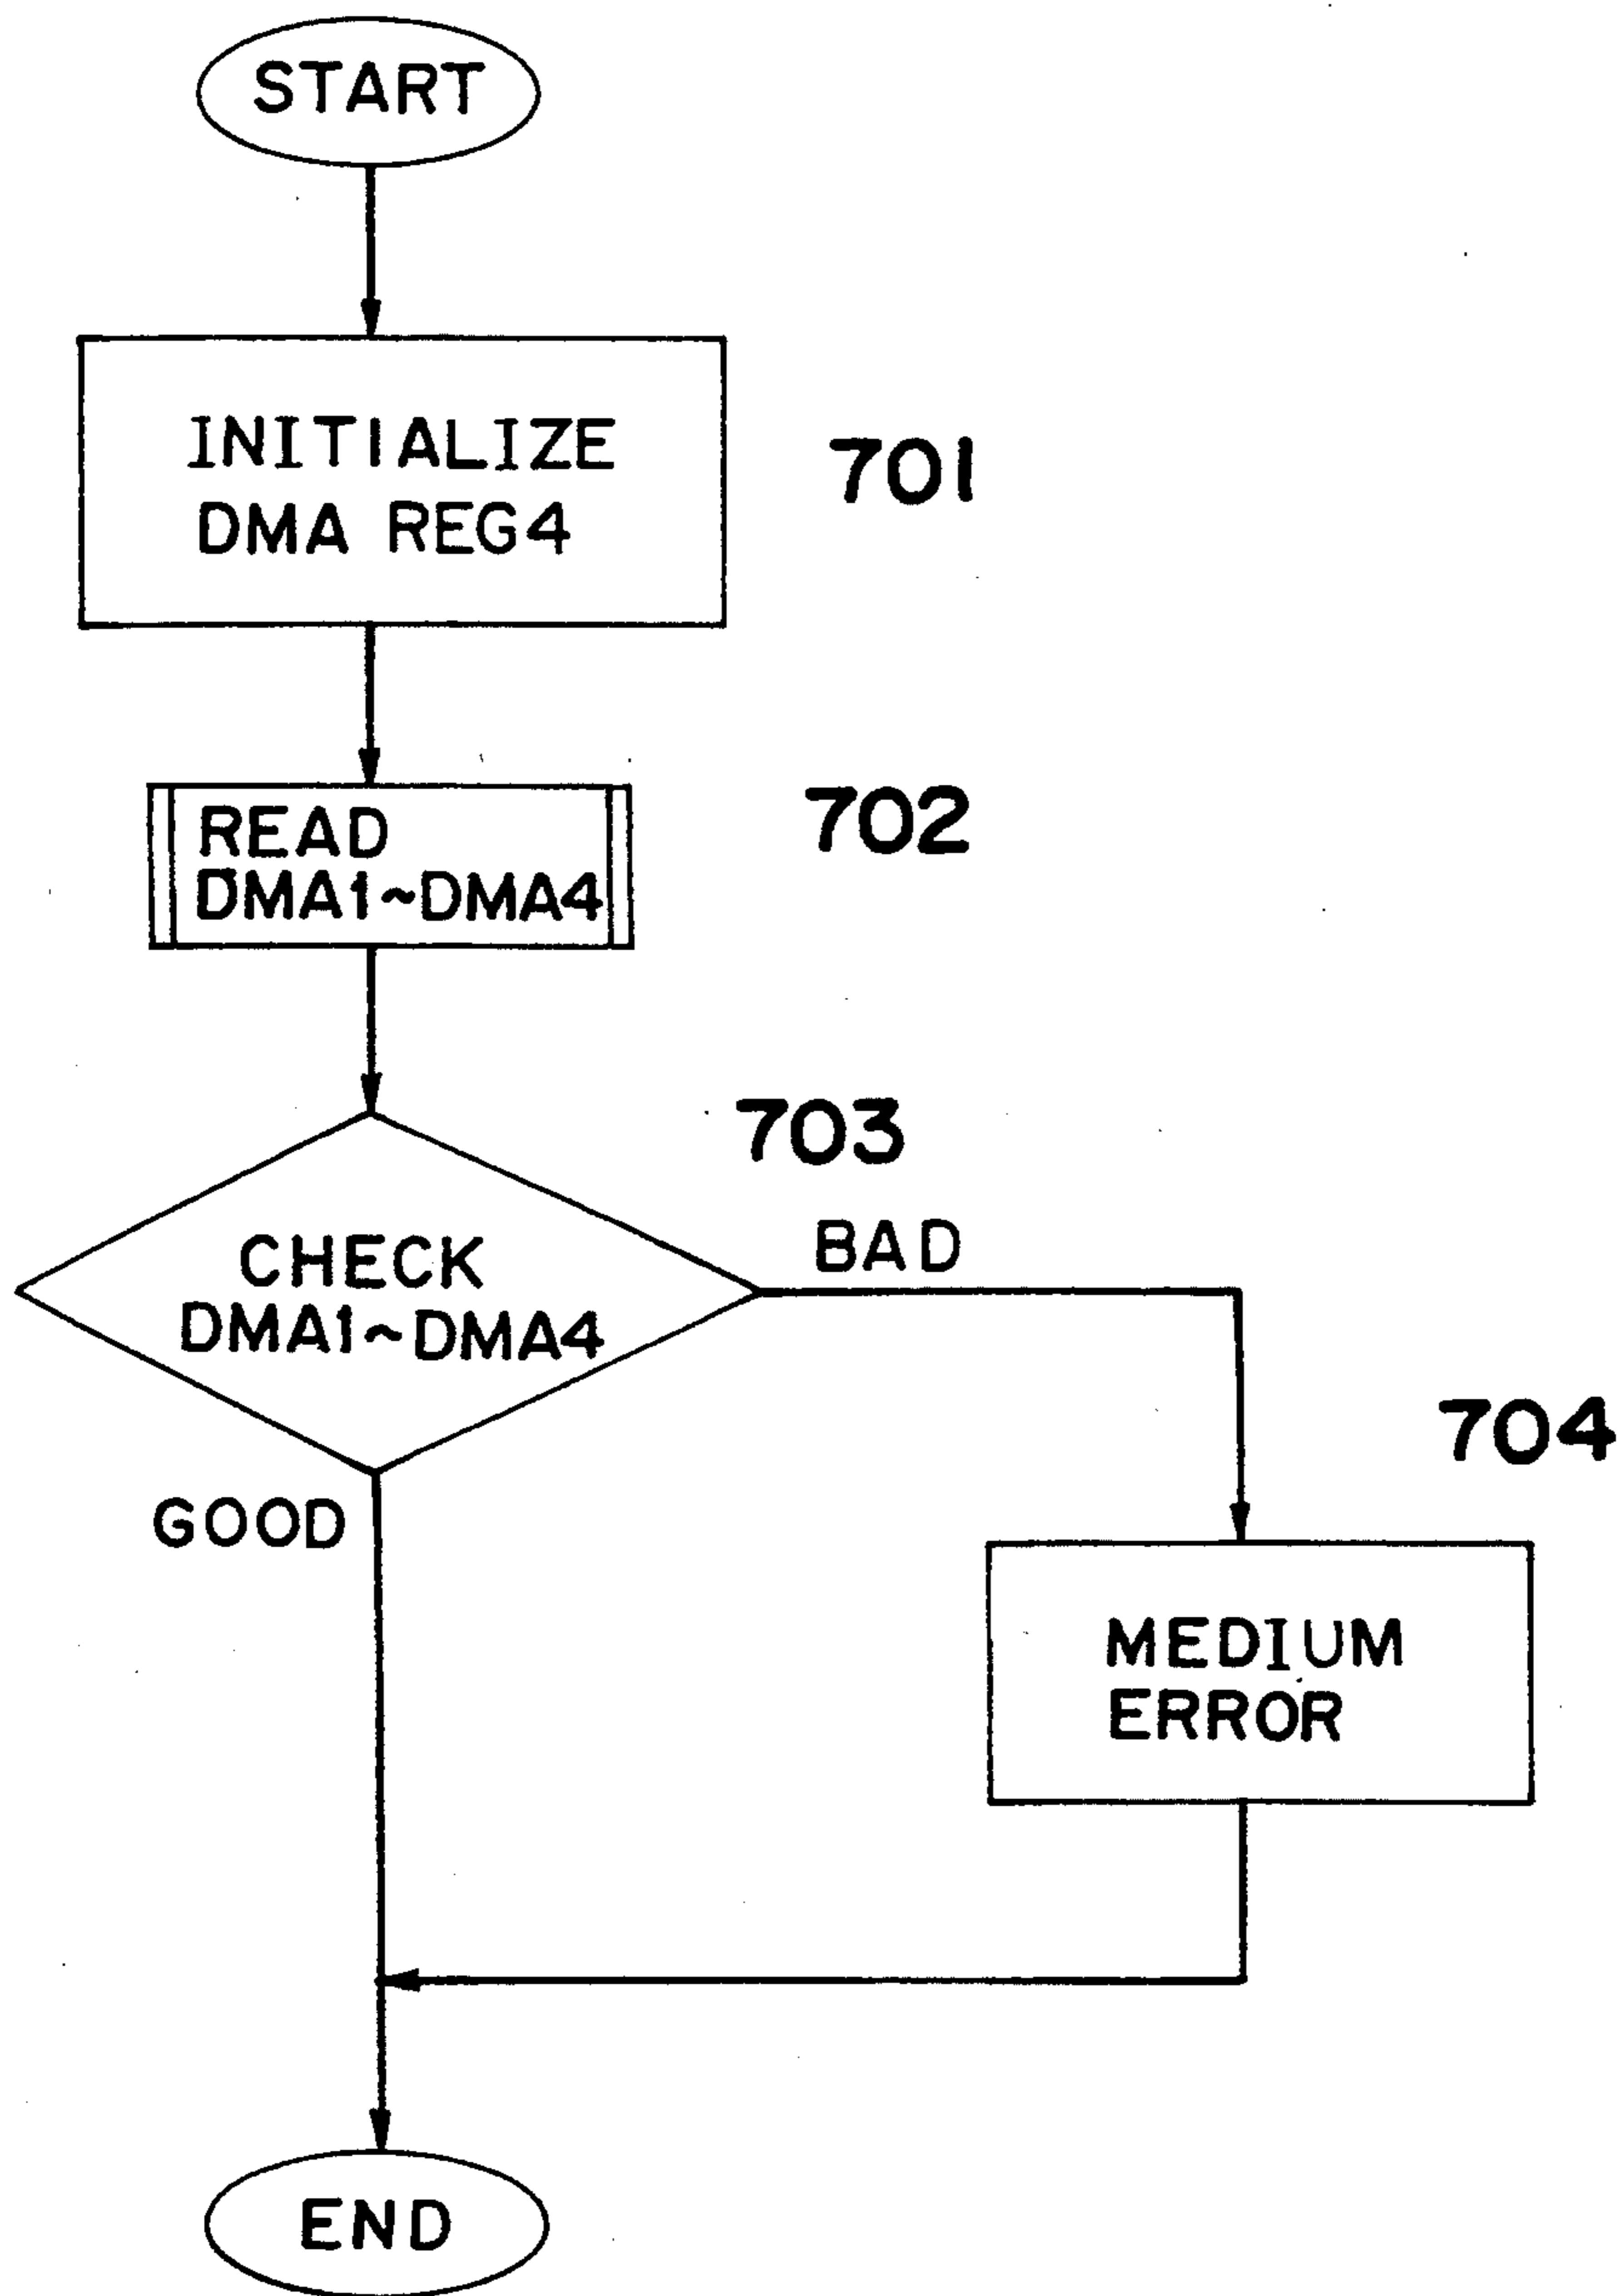 START
INITIALIZE
DMA REG4
701
READ
DMA1~DMA4
702
703
CHECK
DMA1~DMA4
BAD
704
GOOD
MEDIUM
ERROR
END